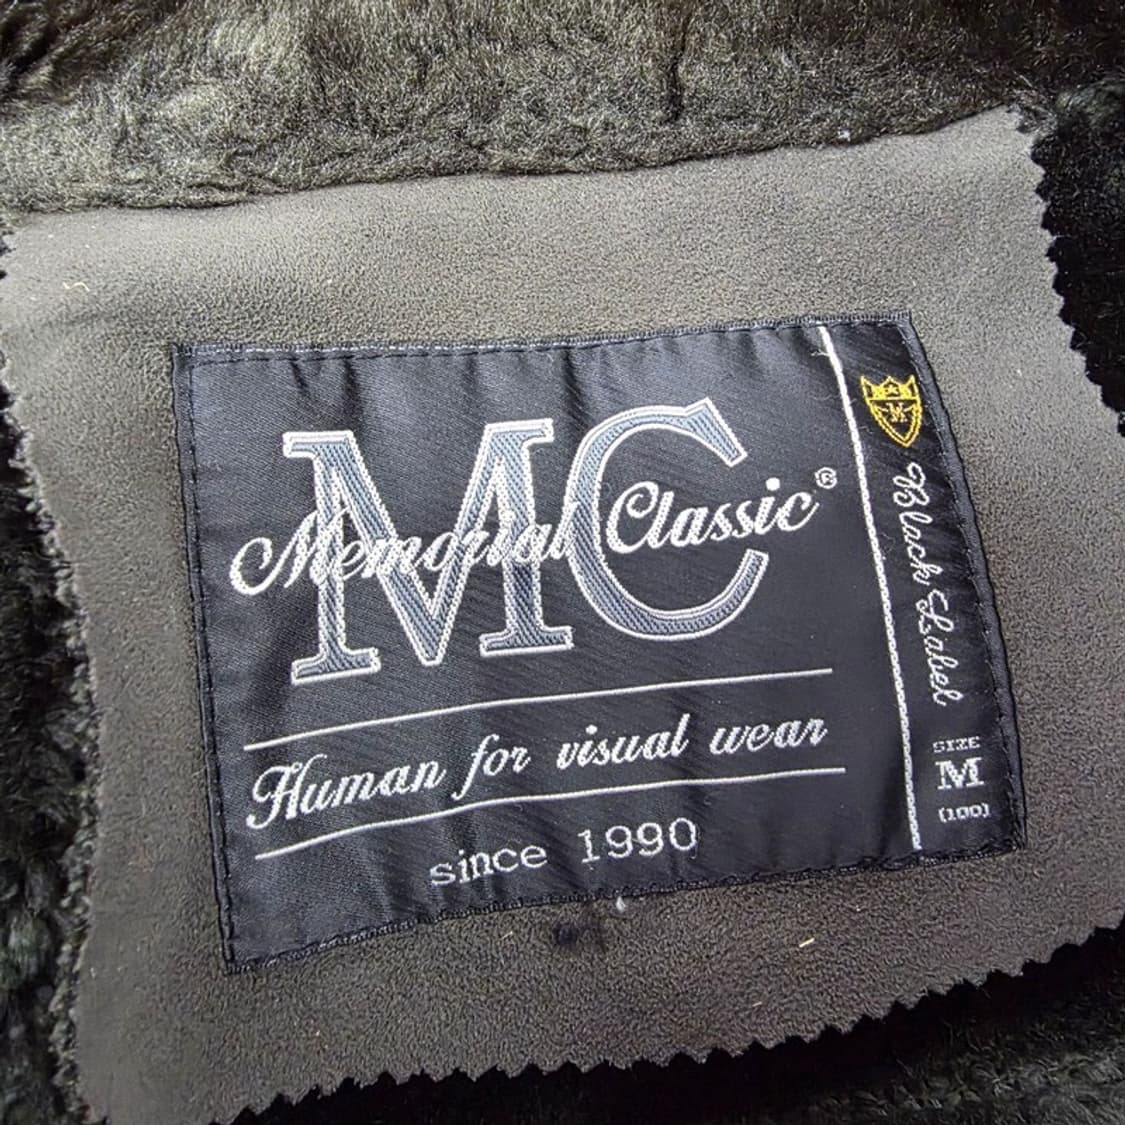 MC
Memorial Classic®
Human for visual wear
since 1990
M
Black Label
SIZE
M
(100)